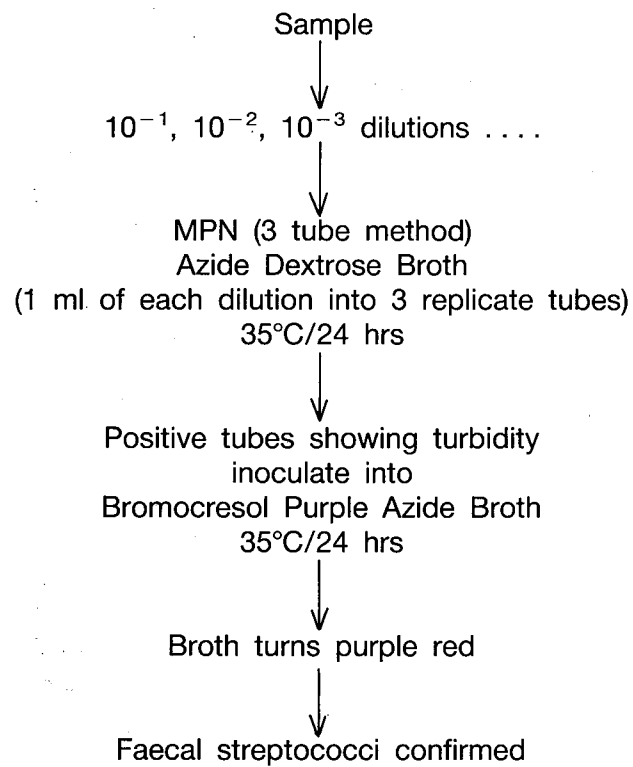 Sample
10⁻¹, 10⁻², 10⁻³ dilutions ....
MPN (3 tube method)
Azide Dextrose Broth
(1 ml of each dilution into 3 replicate tubes)
35°C/24 hrs
Positive tubes showing turbidity
inoculate into
Bromocresol Purple Azide Broth
35°C/24 hrs
Broth turns purple red
Faecal streptococci confirmed